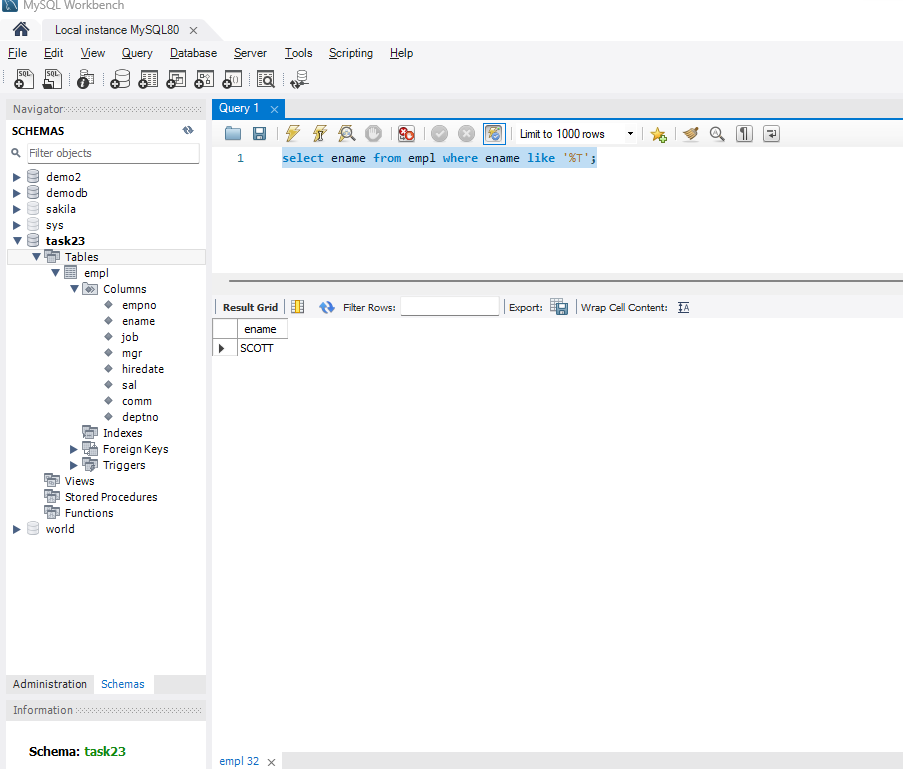 MySQL Workbench
Local instance MySQL80
File Edit View Query Database Server Tools Scripting Help
Navigator
SCHEMAS
Filter objects
demo2
demodb
sakila
sys
task23
Tables
empl
Columns
empno
ename
job
mgr
hiredate
sal
comm
deptno
Indexes
Foreign Keys
Triggers
Views
Stored Procedures
Functions
world
Administration Schemas
Information
Schema: task23
Query 1
Limit to 1000 rows
1 select ename from empl where ename like '%T';
Result Grid Filter Rows: Export: Wrap Cell Content:
ename
SCOTT
empl 32